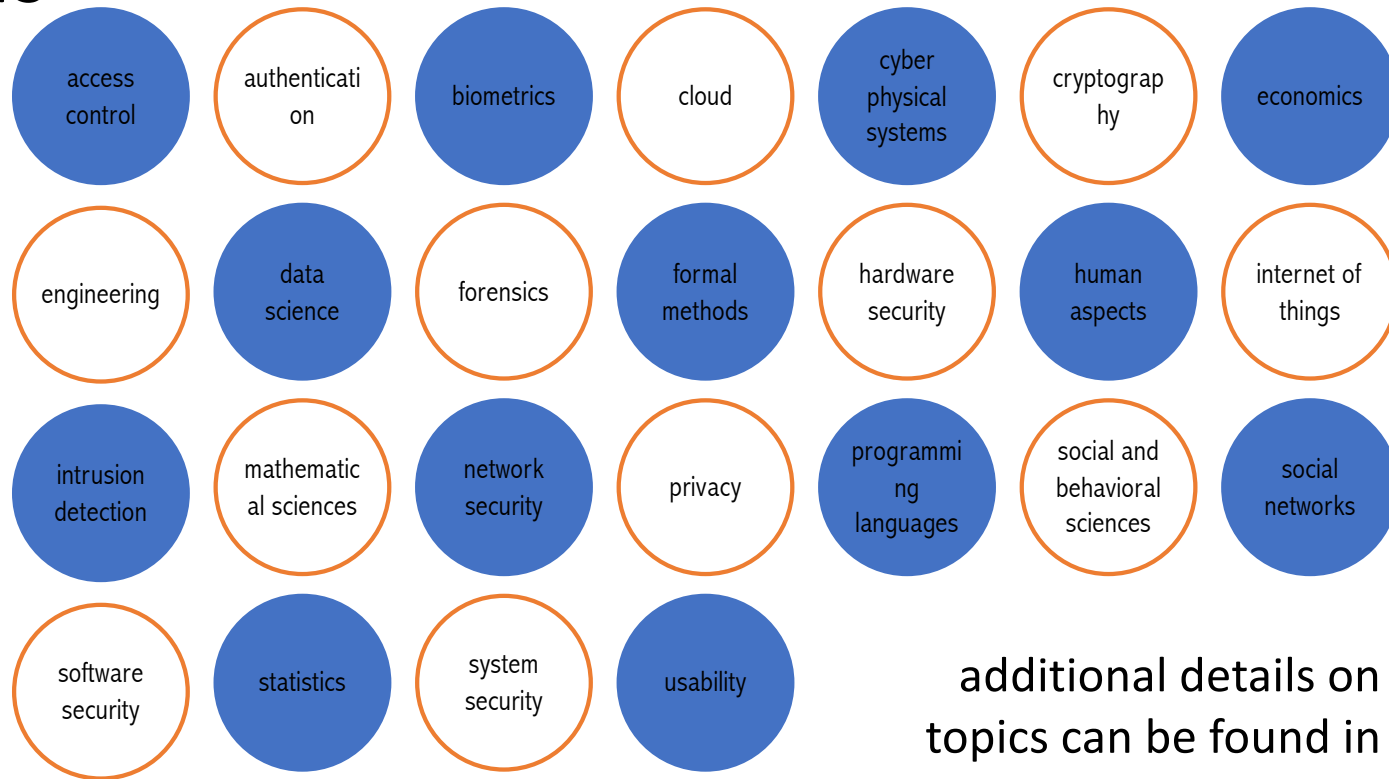 access
control
authenticati
on
biometrics
cloud
cyber
physical
systems
cryptograp
hy
economics
engineering
data
science
forensics
formal
methods
hardware
security
human
aspects
internet of
things
intrusion
detection
mathematic
al sciences
network
security
privacy
programmi
ng
languages
social and
behavioral
sciences
social
networks
software
security
statistics
system
security
usability
additional details on
topics can be found in